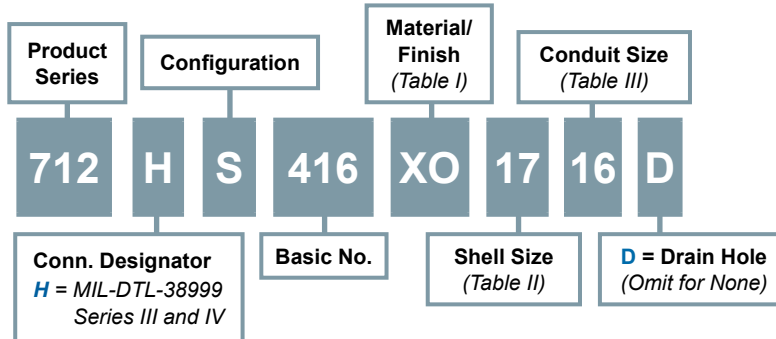 Product
Series
Configuration
Material/
Finish
(Table I)
Conduit Size
(Table III)
712 H S 416 XO 17 16 D
Conn. Designator
H = MIL-DTL-38999
Series III and IV
Basic No.
Shell Size
(Table II)
D = Drain Hole
(Omit for None)